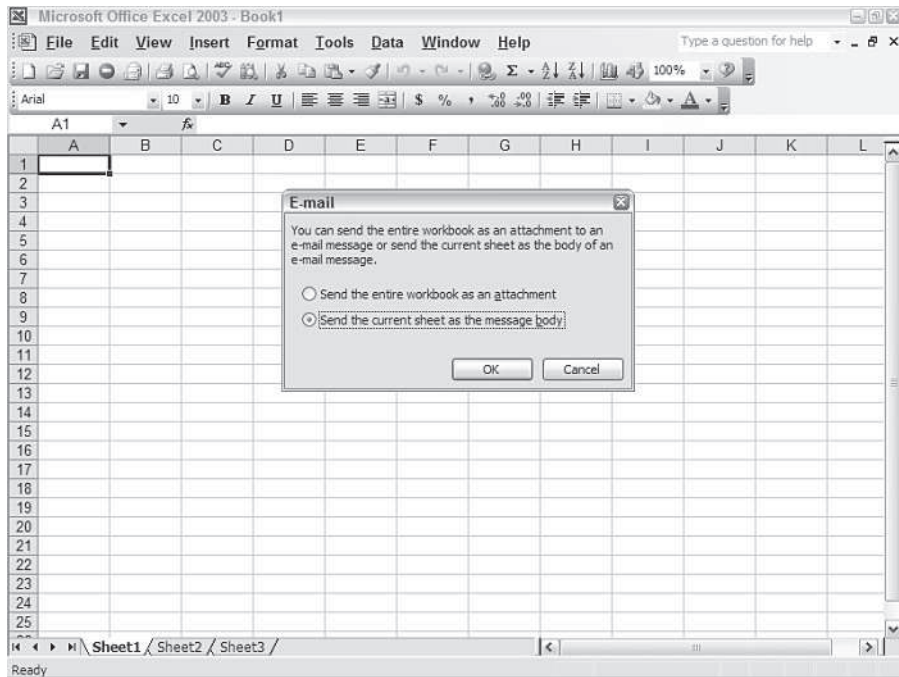 Microsoft Office Excel 2003 - Book1
File Edit View Insert Format Tools Data Window Help Type a question for help
100%
Arial 10 B I U $ % ,
A1 fx
A B C D E F G H I J K L
1
2
3
4
5
6
7
8
9
10
11
12
13
14
15
16
17
18
19
20
21
22
23
24
25
E-mail
You can send the entire workbook as an attachment to an
e-mail message or send the current sheet as the body of an
e-mail message.
Send the entire workbook as an attachment
Send the current sheet as the message body
OK Cancel
Sheet1 / Sheet2 / Sheet3 /
Ready